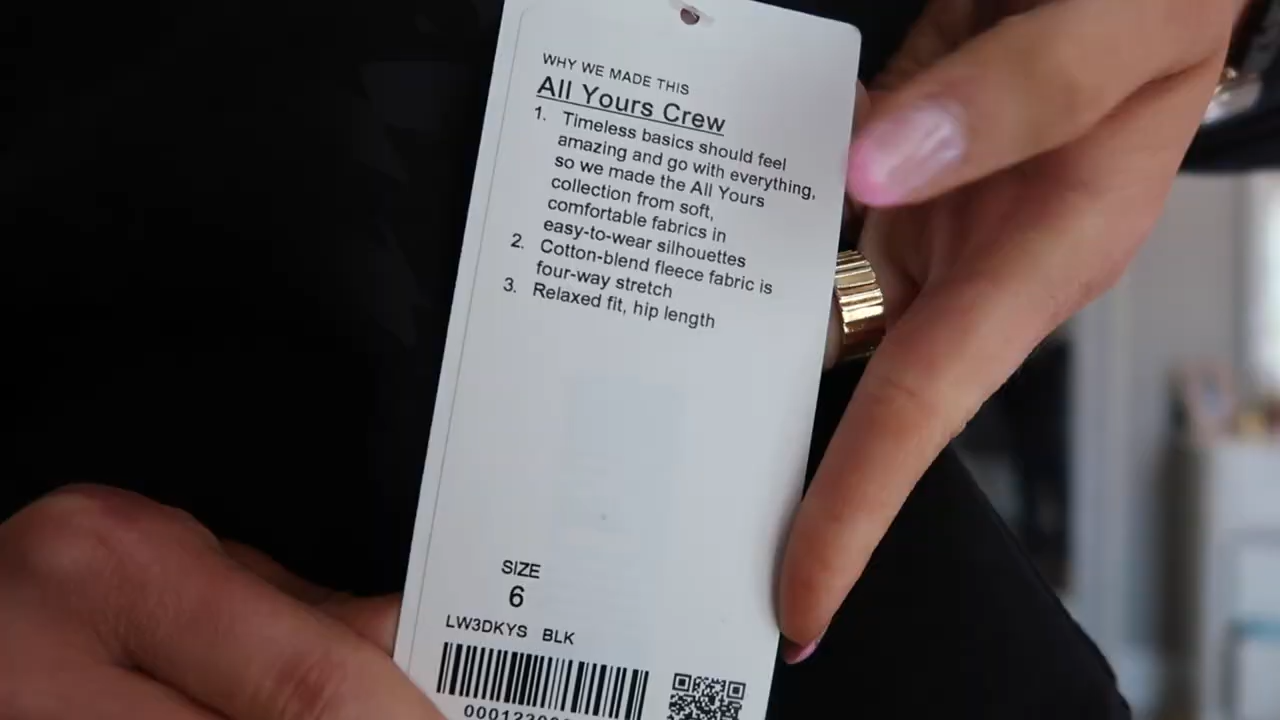 WHY WE MADE THIS
All Yours Crew
1. Timeless basics should feel
amazing and go with everything,
so we made the All Yours
collection from soft,
comfortable fabrics in
easy-to-wear silhouettes
2. Cotton-blend fleece fabric is
four-way stretch
3. Relaxed fit, hip length
SIZE
6
LW3DKYS BLK